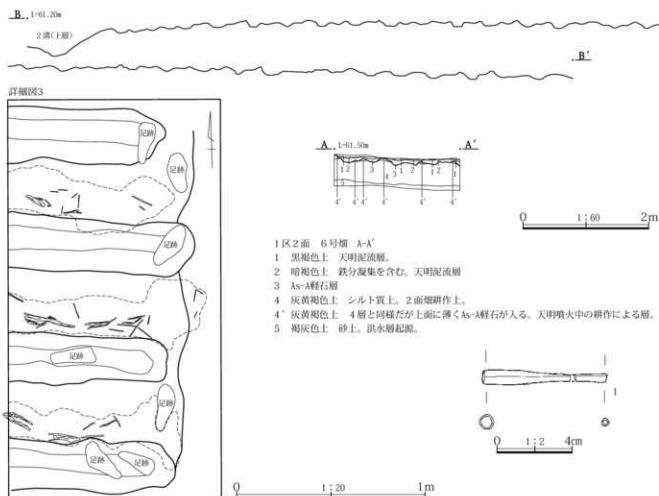 B L=61.20m
2溝(上層)
B′
詳細図3
足跡
足跡
足跡
足跡
足跡
足跡 足跡
A L=61.50m A′
1 2 3 4 3 1 2 1 2 1
5
4′ 4′ 4′ 4′ 4′ 4′
0 1:60 2m
1区2面 6号畑 A-A′
1 黒褐色土 天明泥流層。
2 暗褐色土 鉄分凝集を含む。天明泥流層
3 As-A軽石層
4 灰黄褐色土 シルト質土。2面畑耕作土。
4′ 灰黄褐色土 4層と同様だが上面に薄くAs-A軽石が入る。天明噴火中の耕作による層。
5 褐灰色土 砂土。洪水層起源。
1
0 1:2 4cm
0 1:20 1m